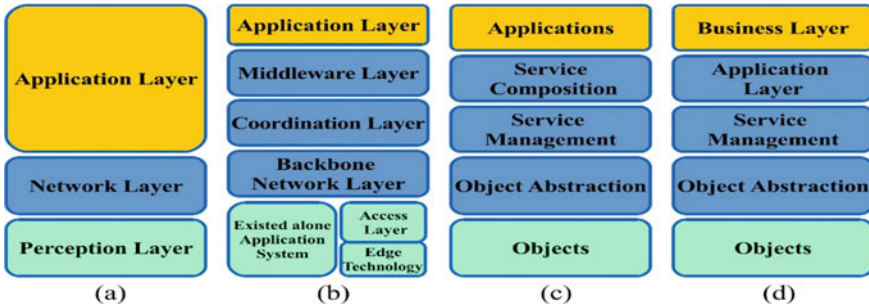 Application Layer
Network Layer
Perception Layer
(a)
Application Layer
Middleware Layer
Coordination Layer
Backbone
Network Layer
Existed alone
Application
System
Access
Layer
Edge
Technology
(b)
Applications
Service
Composition
Service
Management
Object Abstraction
Objects
(c)
Business Layer
Application
Layer
Service
Management
Object Abstraction
Objects
(d)